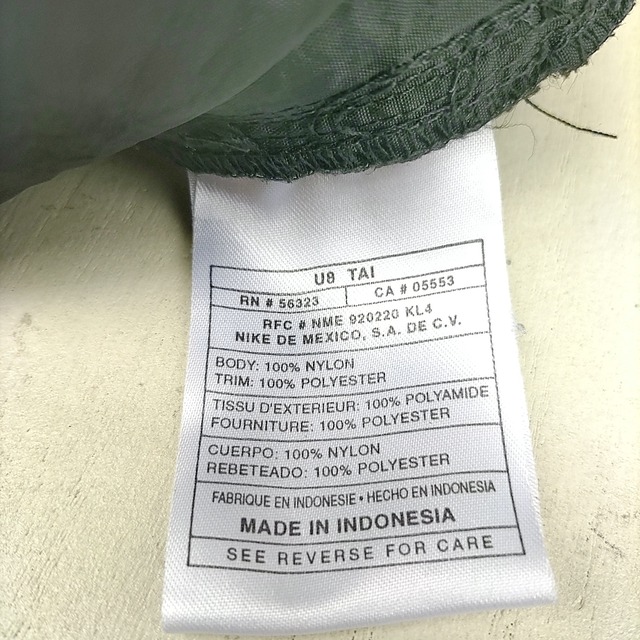 U8 TAI
RN # 56323
CA # 05553
RFC # NME 920220 KL4
NIKE DE MEXICO, S.A. DE C.V.
BODY: 100% NYLON
TRIM: 100% POLYESTER
TISSU D'EXTERIEUR: 100% POLYAMIDE
FOURNITURE: 100% POLYESTER
CUERPO: 100% NYLON
REBETEADO: 100% POLYESTER
FABRIQUE EN INDONESIE • HECHO EN INDONESIA
MADE IN INDONESIA
SEE REVERSE FOR CARE